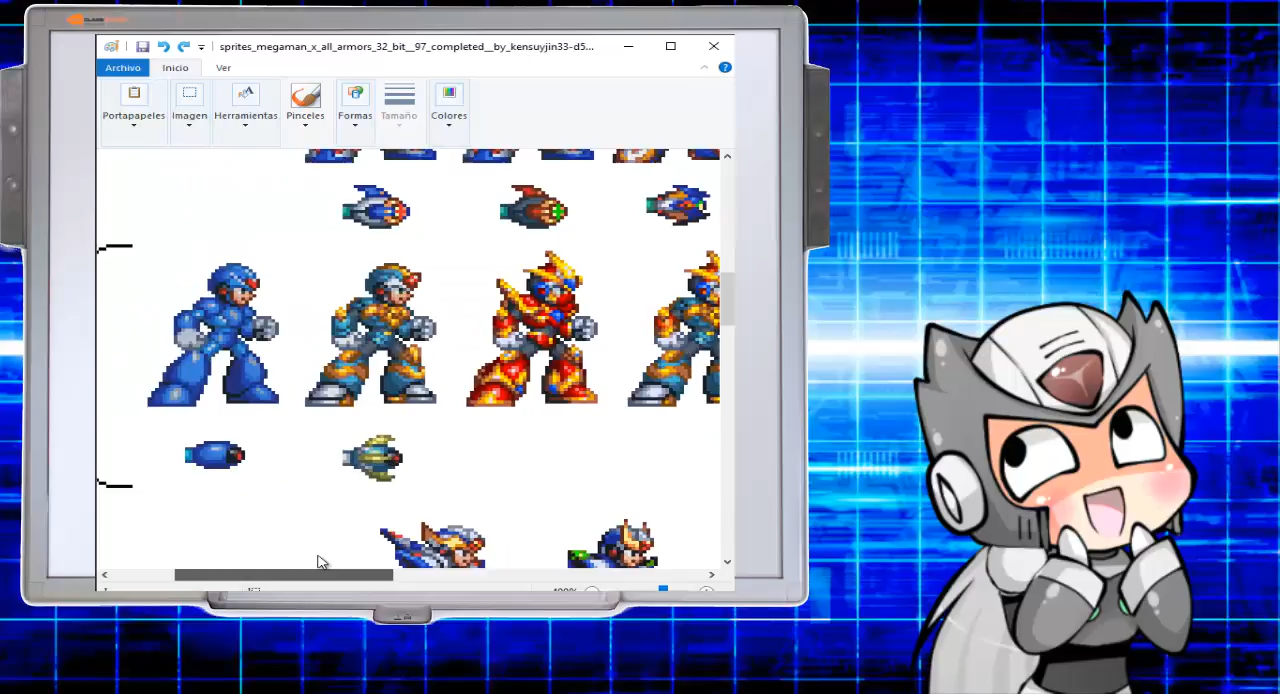 sprites_megaman_x_all_armors_32_bit__97_completed__by_kensuyjin33-d5...
Archivo Inicio Ver
Portapapeles Imagen Herramientas Pinceles Formas Tamaño Colores